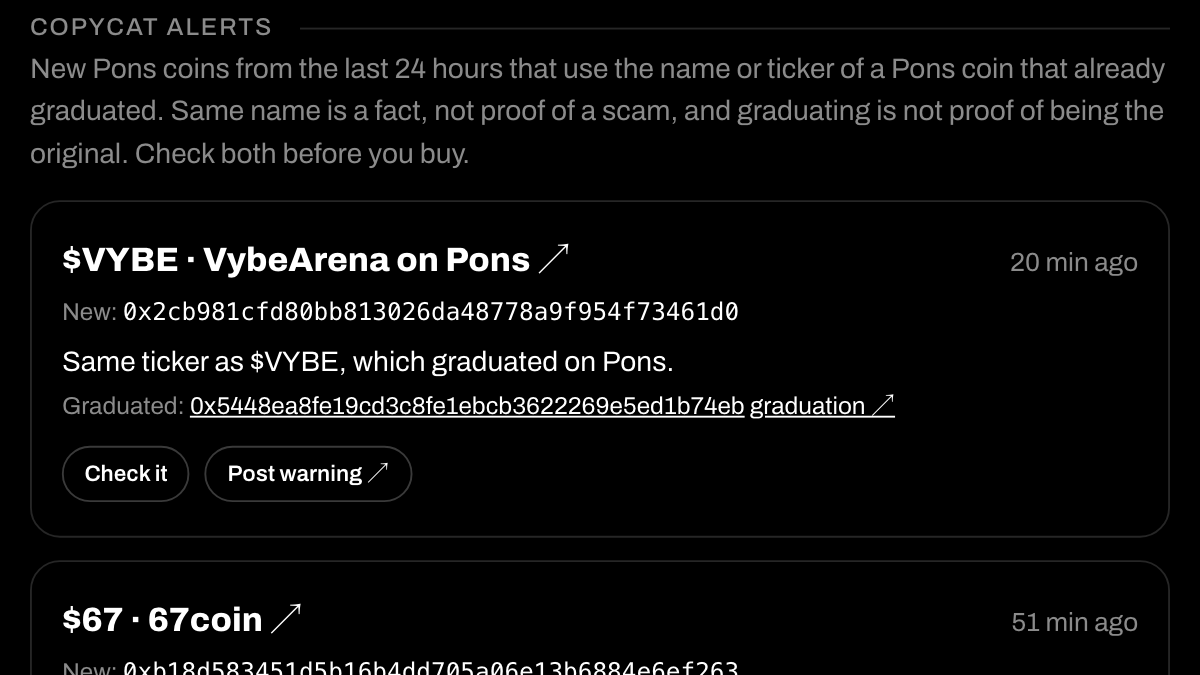 COPYCAT ALERTS
New Pons coins from the last 24 hours that use the name or ticker of a Pons coin that already
graduated. Same name is a fact, not proof of a scam, and graduating is not proof of being the
original. Check both before you buy.
$VYBE · VybeArena on Pons ↗
20 min ago
New: 0x2cb981cfd80bb813026da48778a9f954f73461d0
Same ticker as $VYBE, which graduated on Pons.
Graduated: 0x5448ea8fe19cd3c8fe1ebcb3622269e5ed1b74eb graduation ↗
Check it
Post warning ↗
$67 · 67coin ↗
51 min ago
New: 0xb18d583451d5b16b4dd705a06e13b6884e6ef263